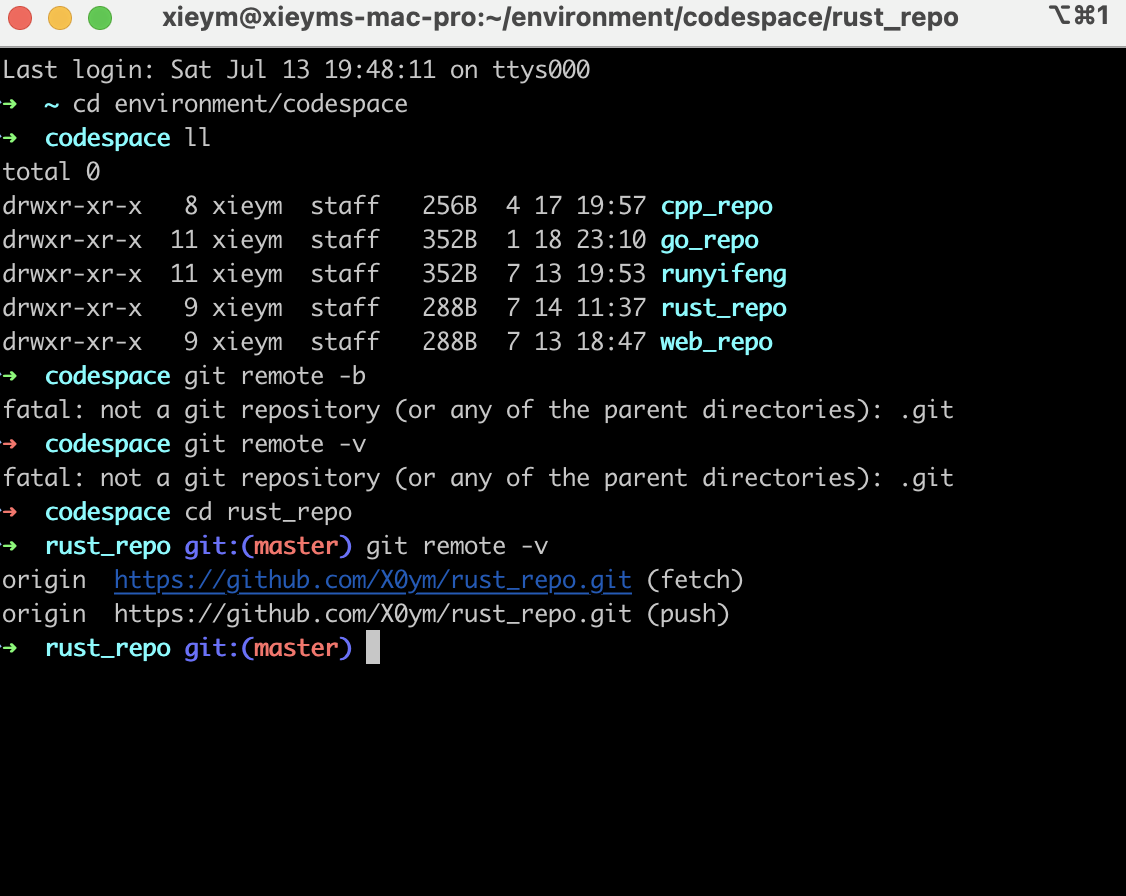 xieym@xieyms-mac-pro:~/environment/codespace/rust_repo ⌥⌘1
Last login: Sat Jul 13 19:48:11 on ttys000
➜  ~ cd environment/codespace
➜  codespace ll
total 0
drwxr-xr-x   8 xieym  staff   256B  4 17 19:57 cpp_repo
drwxr-xr-x  11 xieym  staff   352B  1 18 23:10 go_repo
drwxr-xr-x  11 xieym  staff   352B  7 13 19:53 runyifeng
drwxr-xr-x   9 xieym  staff   288B  7 14 11:37 rust_repo
drwxr-xr-x   9 xieym  staff   288B  7 13 18:47 web_repo
➜  codespace git remote -b
fatal: not a git repository (or any of the parent directories): .git
➜  codespace git remote -v
fatal: not a git repository (or any of the parent directories): .git
➜  codespace cd rust_repo
➜  rust_repo git:(master) git remote -v
origin  https://github.com/X0ym/rust_repo.git (fetch)
origin  https://github.com/X0ym/rust_repo.git (push)
➜  rust_repo git:(master)